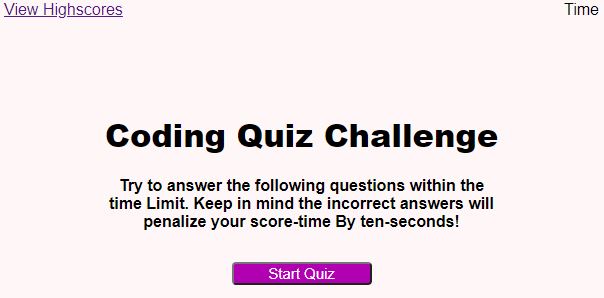 View Highscores
Time
Coding Quiz Challenge
Try to answer the following questions within the
time Limit. Keep in mind the incorrect answers will
penalize your score-time By ten-seconds!
Start Quiz